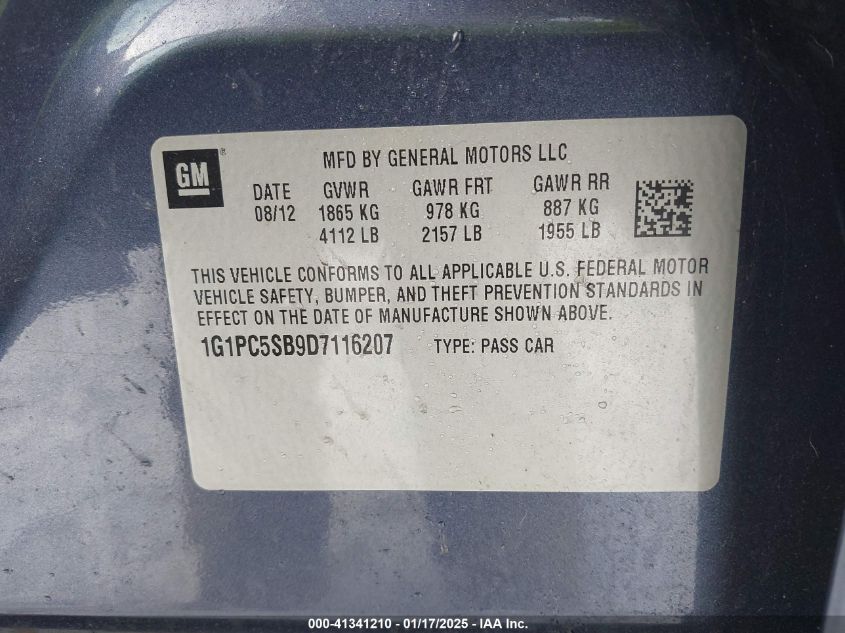 GM®
MFD BY GENERAL MOTORS LLC
DATE GVWR GAWR FRT GAWR RR
08/12 1865 KG 978 KG 887 KG
4112 LB 2157 LB 1955 LB
THIS VEHICLE CONFORMS TO ALL APPLICABLE U.S. FEDERAL MOTOR
VEHICLE SAFETY, BUMPER, AND THEFT PREVENTION STANDARDS IN
EFFECT ON THE DATE OF MANUFACTURE SHOWN ABOVE.
1G1PC5SB9D7116207 TYPE: PASS CAR
000-41341210 — 01/17/2025 — IAA Inc.